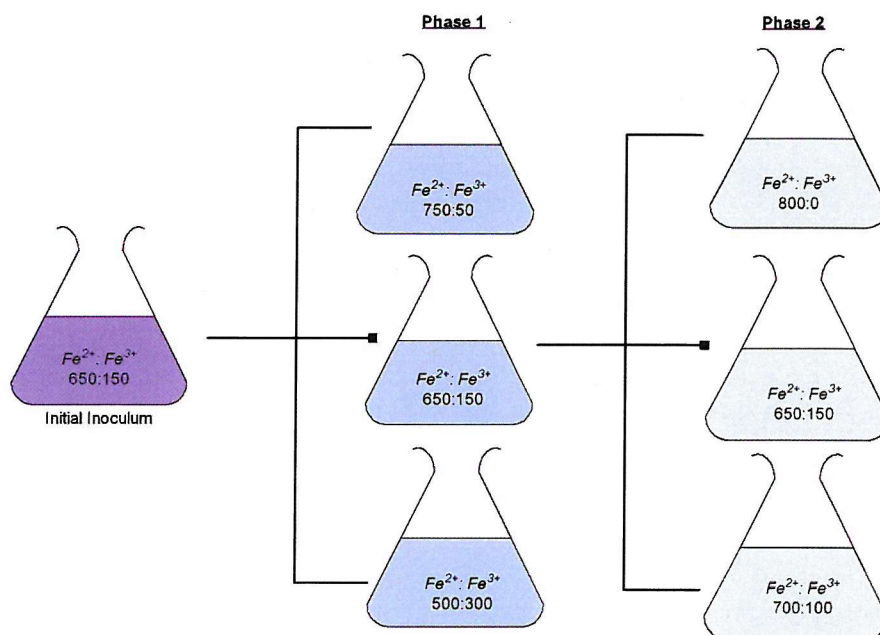 Phase 1
Phase 2
Fe²⁺: Fe³⁺
750:50
Fe²⁺: Fe³⁺
800:0
Fe²⁺: Fe³⁺
650:150
Initial Inoculum
Fe²⁺: Fe³⁺
650:150
Fe²⁺: Fe³⁺
650:150
Fe²⁺: Fe³⁺
500:300
Fe²⁺: Fe³⁺
700:100